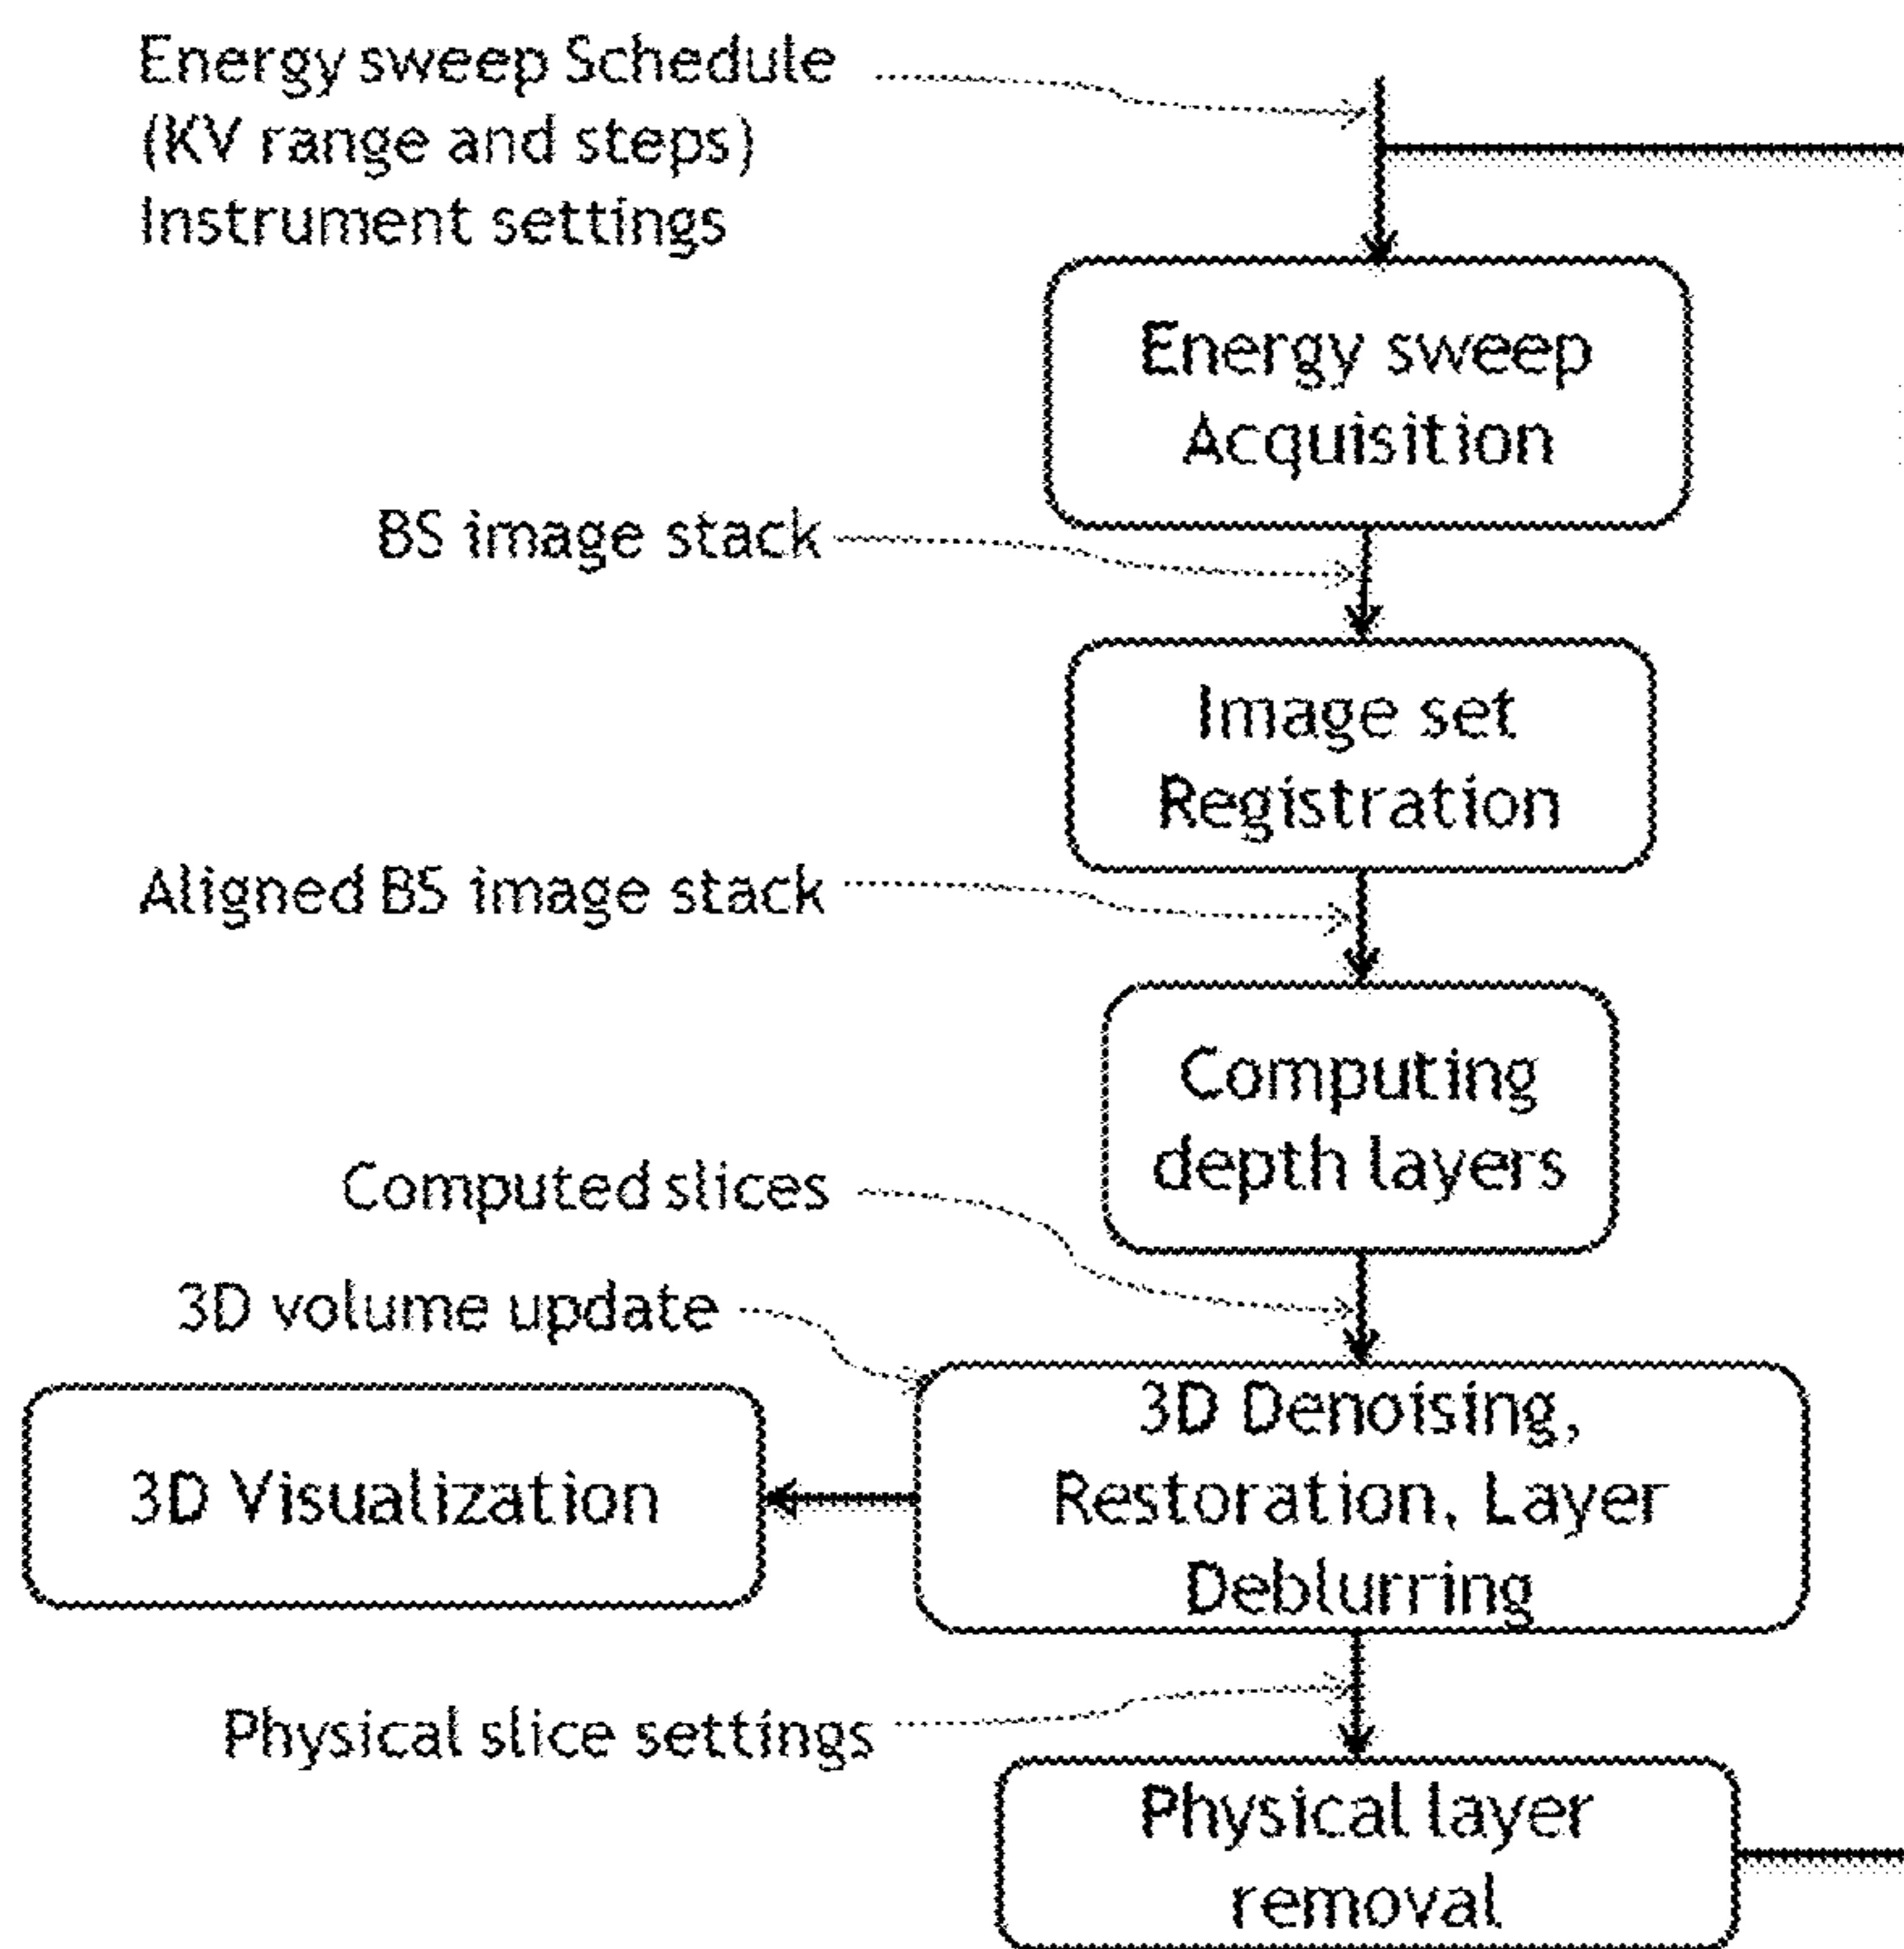 Energy sweep Schedule
(KV range and steps)
Instrument settings
Energy sweep
Acquisition
BS image stack
Image set
Registration
Aligned BS image stack
Computing
depth layers
Computed slices
3D volume update
3D Denoising,
Restoration, Layer
Deblurring
3D Visualization
Physical slice settings
Physical layer
removal